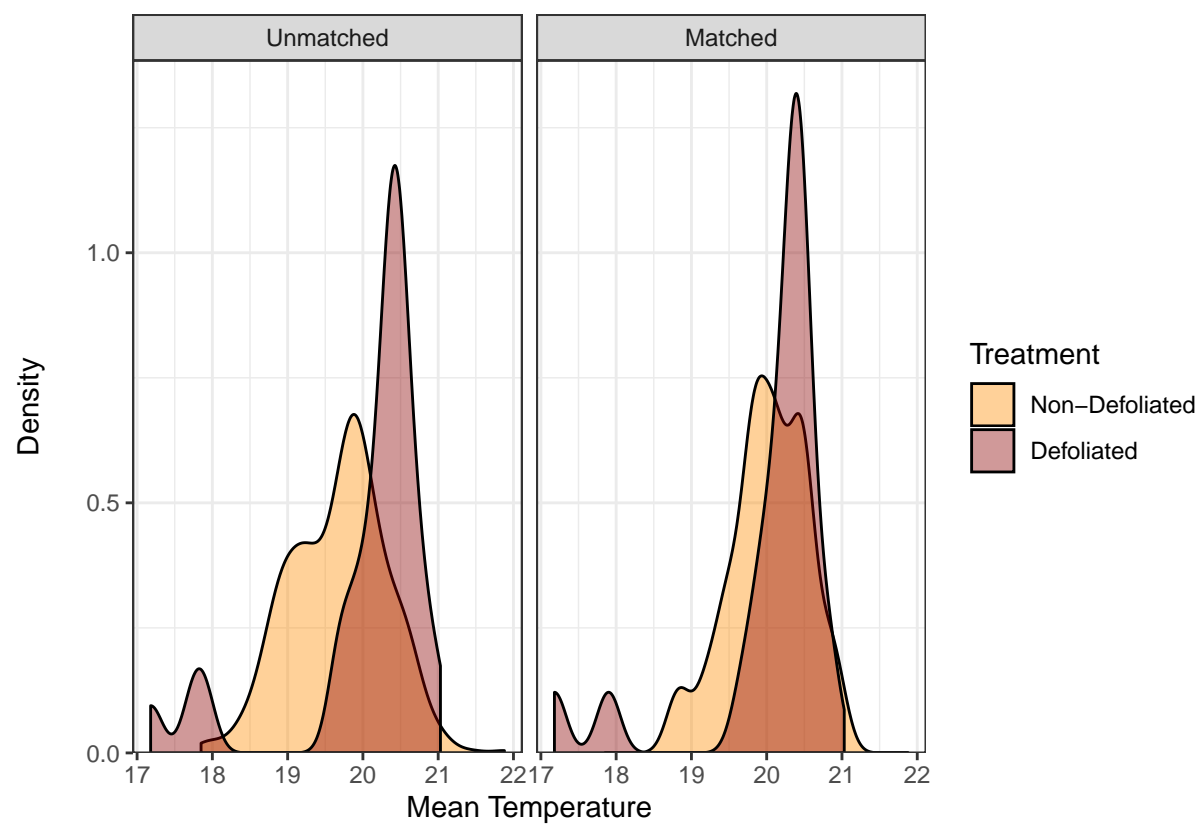 Unmatched
Matched
Density
1.0
0.5
0.0
17 18 19 20 21 22
17 18 19 20 21 22
Mean Temperature
Treatment
Non−Defoliated
Defoliated